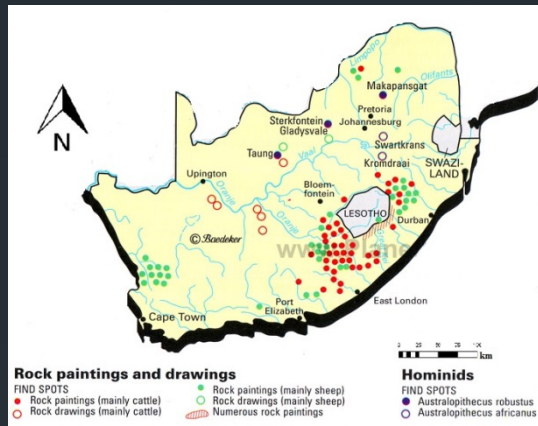 Limpopo
Olifants
Makapansgat
Pretoria
Johannesburg
Sterkfontein
Gladysvale
Swartkrans
Taung
Vaal
Kromdraai
SWAZI-
LAND
Upington
Oranje
Bloem-
fontein
Oranje
LESOTHO
Durban
© Baedeker
N
East London
Port
Elizabeth
Cape Town
km
Rock paintings and drawings
FIND SPOTS
Rock paintings (mainly cattle)
Rock drawings (mainly cattle)
Rock paintings (mainly sheep)
Rock drawings (mainly sheep)
Numerous rock paintings
Hominids
FIND SPOTS
Australopithecus robustus
Australopithecus africanus